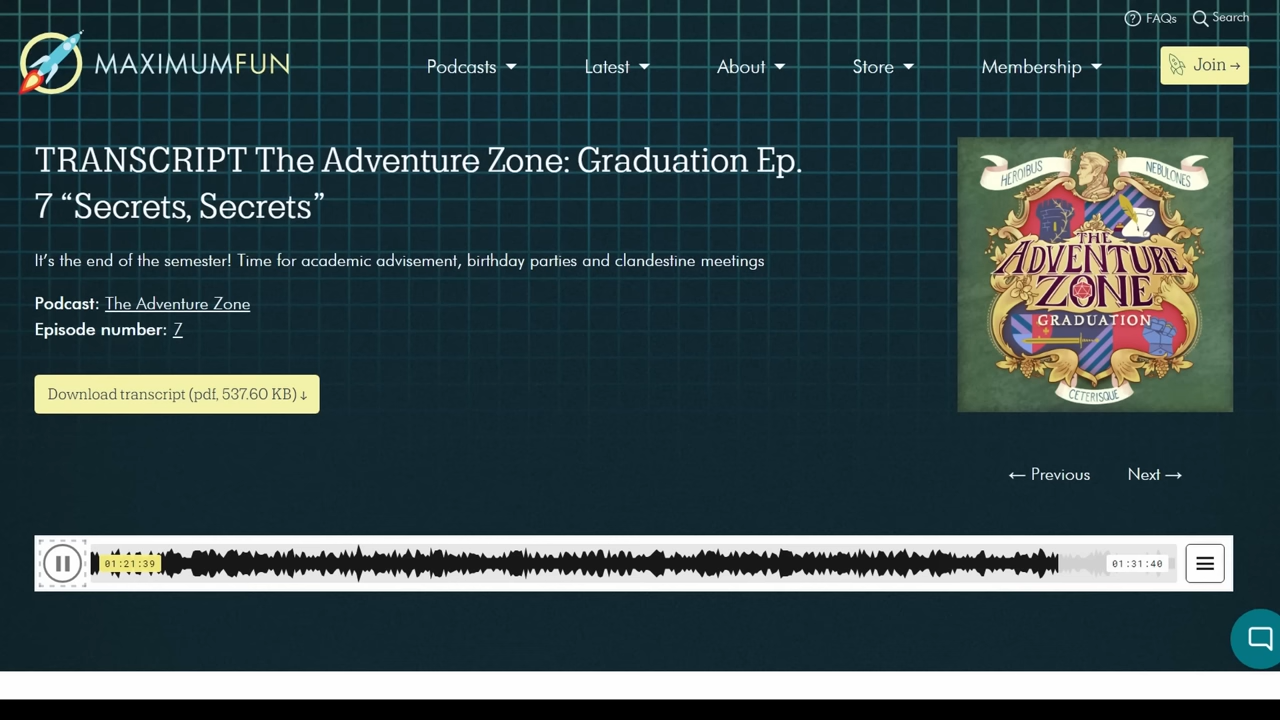 FAQs Search
MAXIMUMFUN
Podcasts Latest About Store Membership Join →
TRANSCRIPT The Adventure Zone: Graduation Ep.
7 “Secrets, Secrets”
It’s the end of the semester! Time for academic advisement, birthday parties and clandestine meetings
Podcast: The Adventure Zone
Episode number: 7
Download transcript (pdf, 537.60 KB) ↓
HEROIBUS
NEBULONES
THE
ADVENTURE
ZONE
GRADUATION
CETERISQUE
← Previous Next →
01:21:39 01:31:40